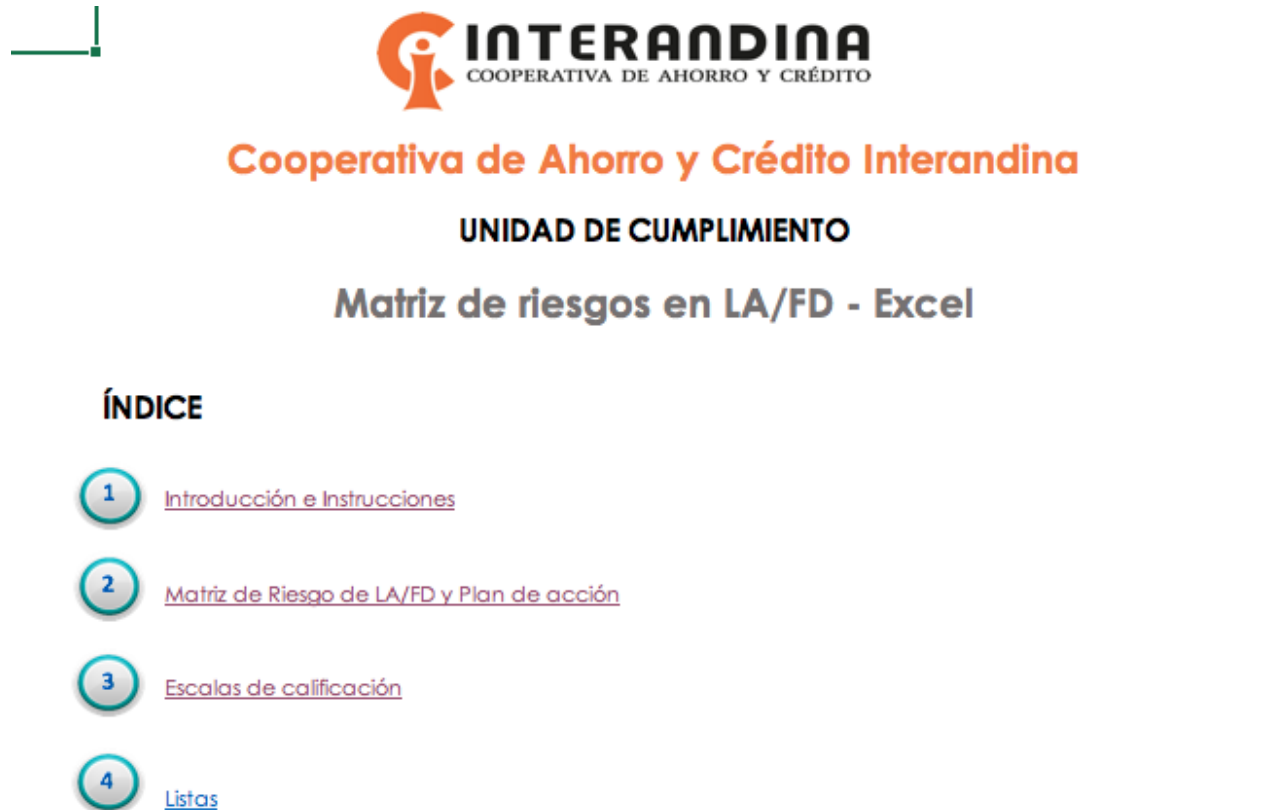 INTERANDINA
COOPERATIVA DE AHORRO Y CRÉDITO
Cooperativa de Ahorro y Crédito Interandina
UNIDAD DE CUMPLIMIENTO
Matriz de riesgos en LA/FD - Excel
ÍNDICE
1 Introducción e Instrucciones
2 Matriz de Riesgo de LA/FD y Plan de acción
3 Escalas de calificación
4 Listas